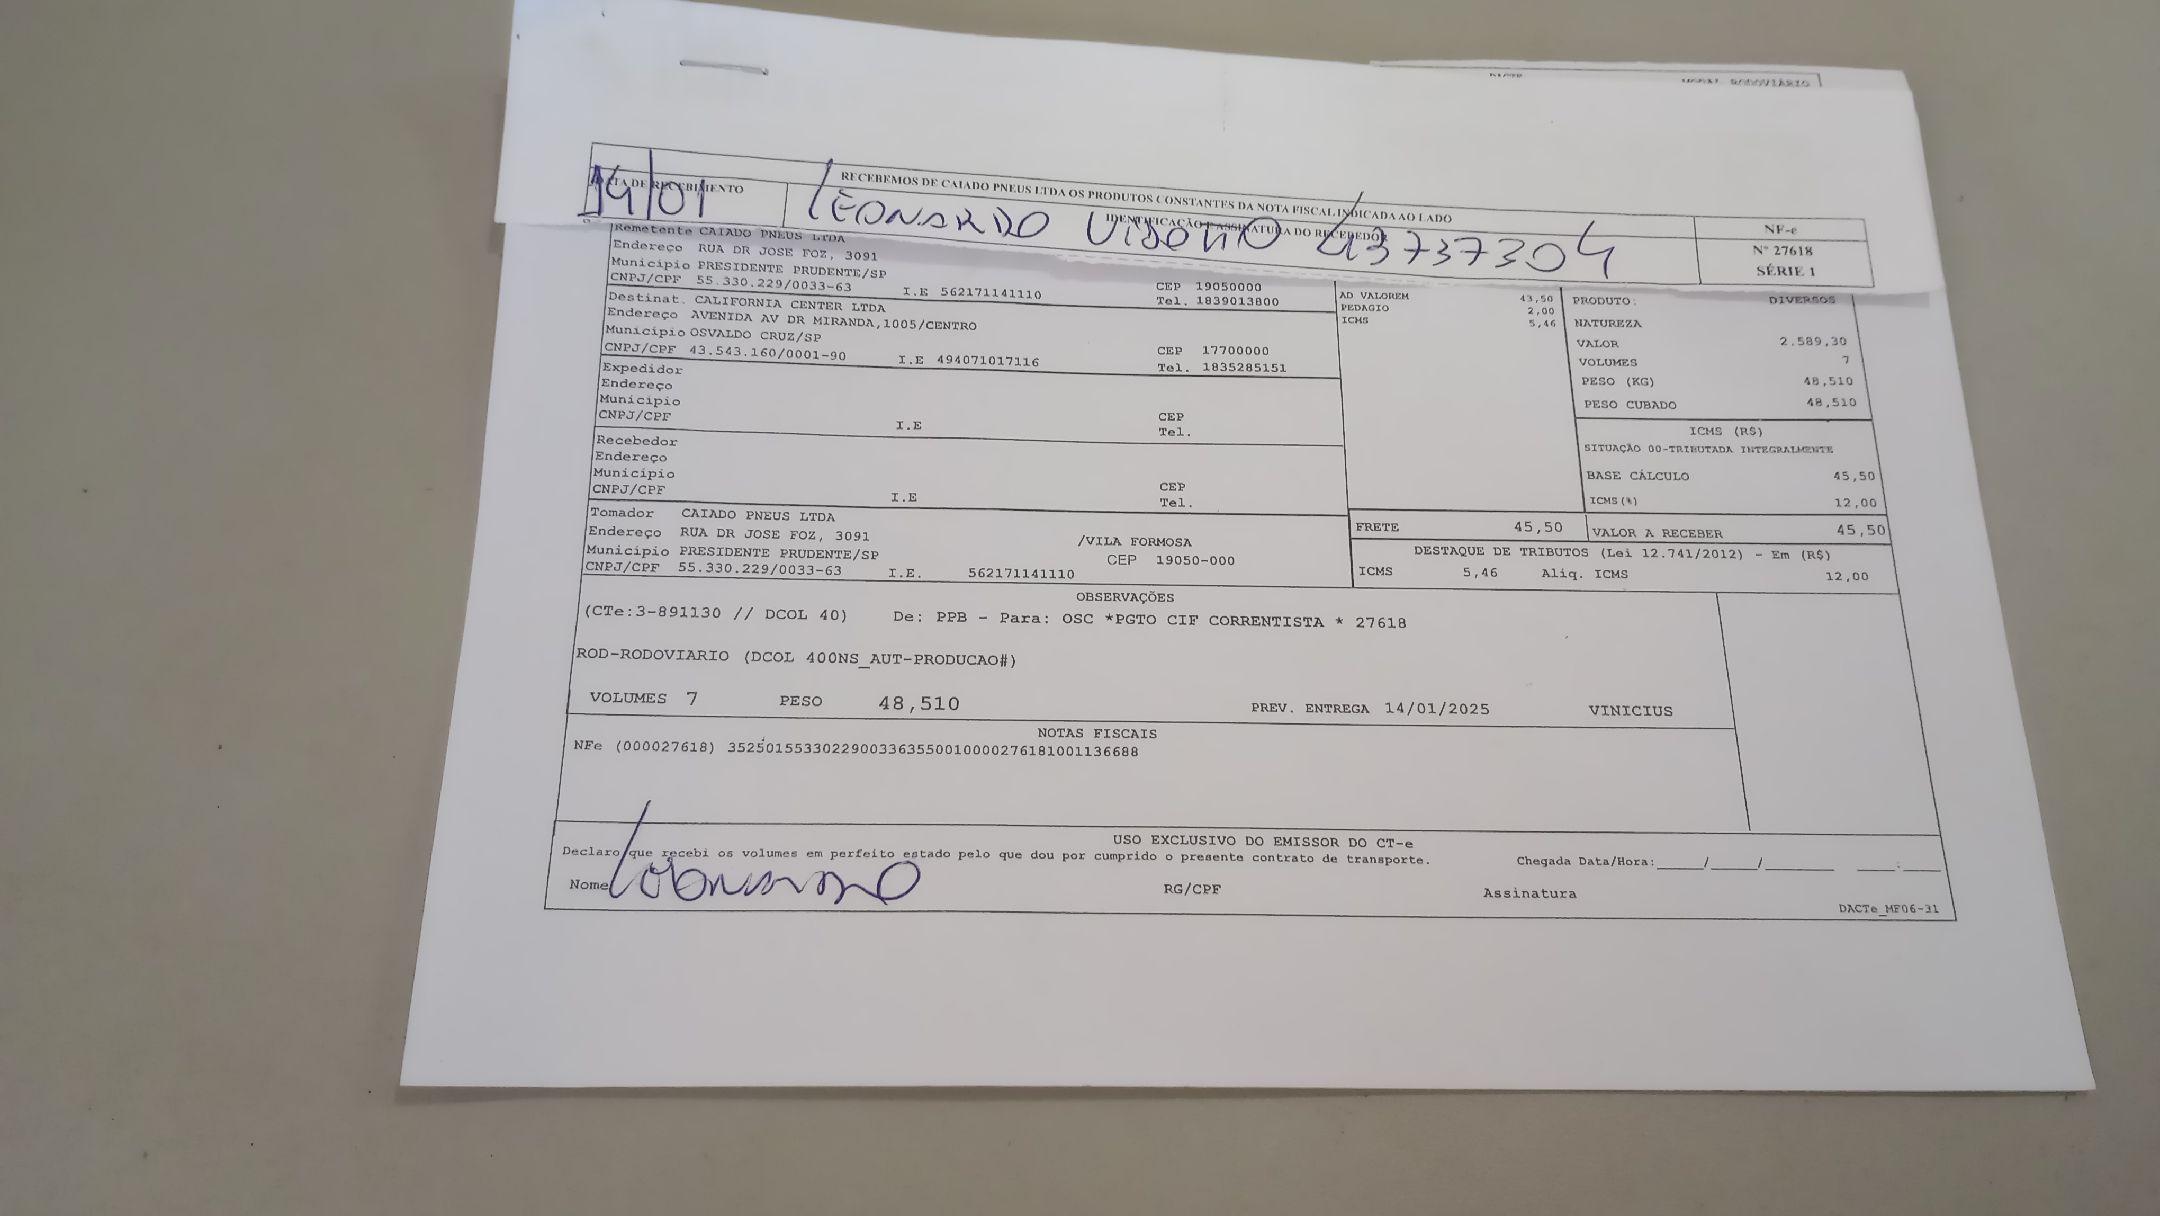 RODOVIÁRIO
RECEBEMOS DE CAIADO PNEUS LTDA OS PRODUTOS CONSTANTES DA NOTA FISCAL INDICADA AO LADO
DATA DE RECEBIMENTO
14/01
IDENTIFICAÇÃO E ASSINATURA DO RECEBEDOR
LEONARDO 43737304
NF-e
Nº 27618
SÉRIE 1
Remetente CAIADO PNEUS LTDA
Endereço RUA DR JOSE FOZ, 3091
Município PRESIDENTE PRUDENTE/SP CEP 19050000
CNPJ/CPF 55.330.229/0033-63 I.E 562171141110 Tel. 1839013800
Destinat. CALIFORNIA CENTER LTDA
Endereço AVENIDA AV DR MIRANDA,1005/CENTRO
Município OSVALDO CRUZ/SP CEP 17700000
CNPJ/CPF 43.543.160/0001-90 I.E 494071017116 Tel. 1835285151
Expedidor
Endereço
Município CEP
CNPJ/CPF I.E Tel.
Recebedor
Endereço
Município CEP
CNPJ/CPF I.E Tel.
Tomador CAIADO PNEUS LTDA
Endereço RUA DR JOSE FOZ, 3091 /VILA FORMOSA
Município PRESIDENTE PRUDENTE/SP CEP 19050-000
CNPJ/CPF 55.330.229/0033-63 I.E. 562171141110
AD VALOREM 43,50
PEDAGIO 2,00
ICMS 5,46
PRODUTO: DIVERSOS
NATUREZA
VALOR 2.589,30
VOLUMES 7
PESO (KG) 48,510
PESO CUBADO 48,510
ICMS (R$)
SITUAÇÃO 00-TRIBUTADA INTEGRALMENTE
BASE CÁLCULO 45,50
ICMS(%) 12,00
FRETE 45,50 VALOR A RECEBER 45,50
DESTAQUE DE TRIBUTOS (Lei 12.741/2012) - Em (R$)
ICMS 5,46 Aliq. ICMS 12,00
OBSERVAÇÕES
(CTe:3-891130 // DCOL 40) De: PPB - Para: OSC *PGTO CIF CORRENTISTA * 27618
ROD-RODOVIARIO (DCOL 400NS_AUT-PRODUCAO#)
VOLUMES 7 PESO 48,510 PREV. ENTREGA 14/01/2025 VINICIUS
NOTAS FISCAIS
NFe (000027618) 35250155330229003363550010000276181001136688
USO EXCLUSIVO DO EMISSOR DO CT-e
Declaro que recebi os volumes em perfeito estado pelo que dou por cumprido o presente contrato de transporte. Chegada Data/Hora: ____/____/______ ____:____
Nome Leonardo RG/CPF Assinatura
DACTe_MF06-31